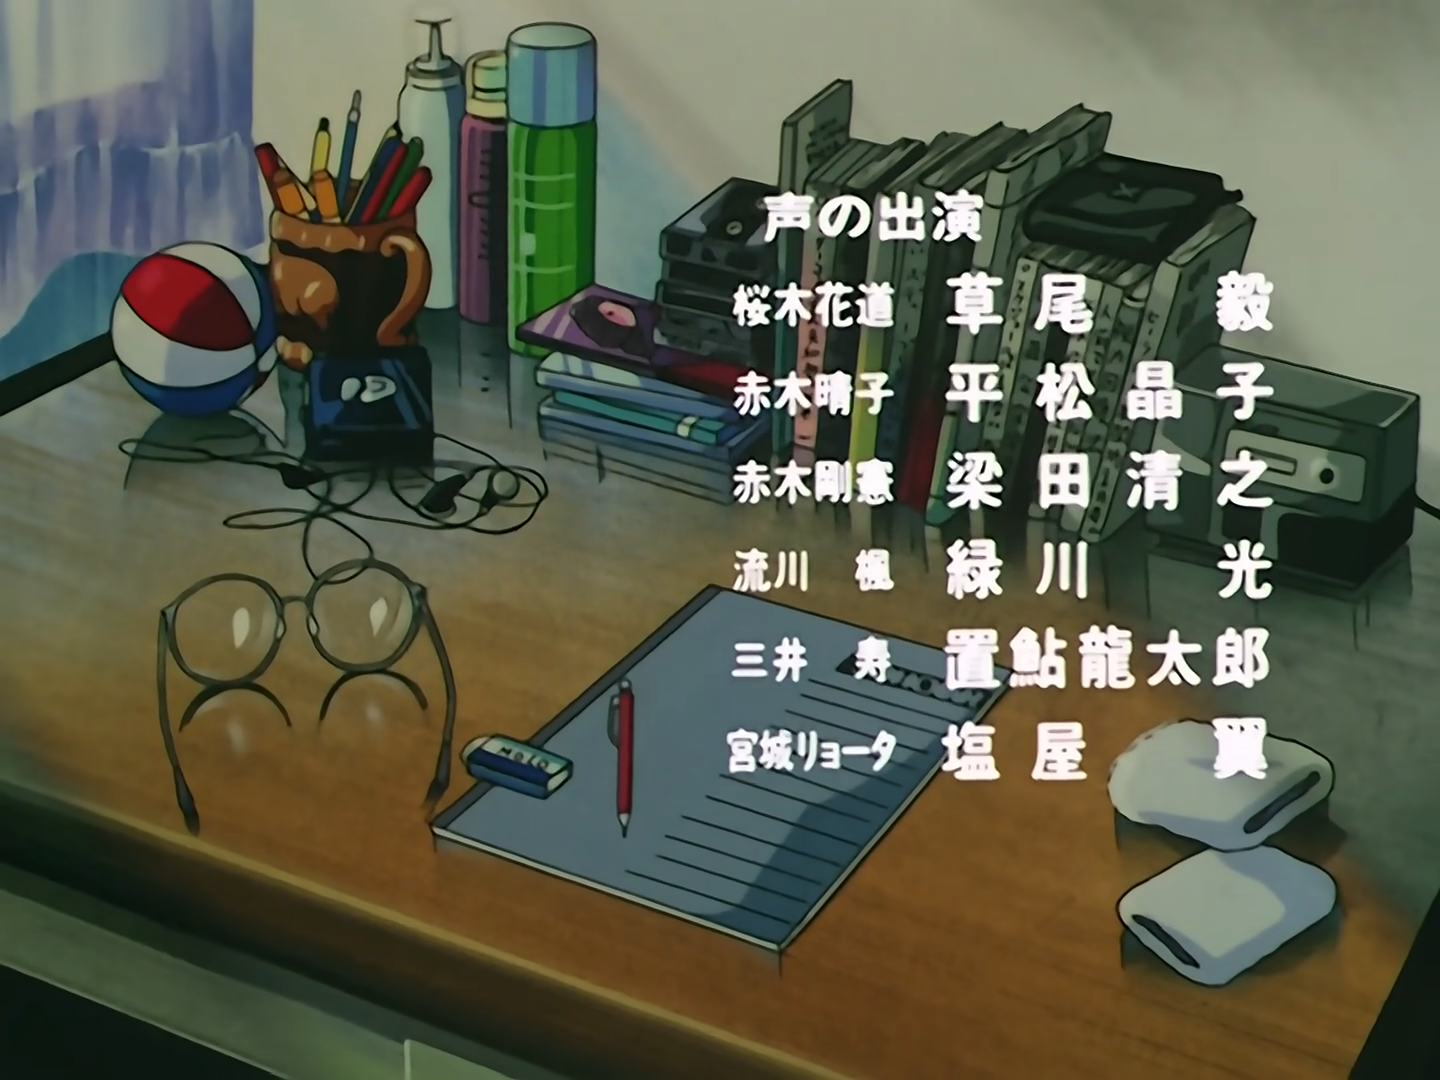 声の出演
桜木花道 草尾 毅
赤木晴子 平松晶子
赤木剛憲 梁田清之
流川 楓 緑川 光
三井 寿 置鮎龍太郎
宮城リョータ 塩屋 翼
MOLO